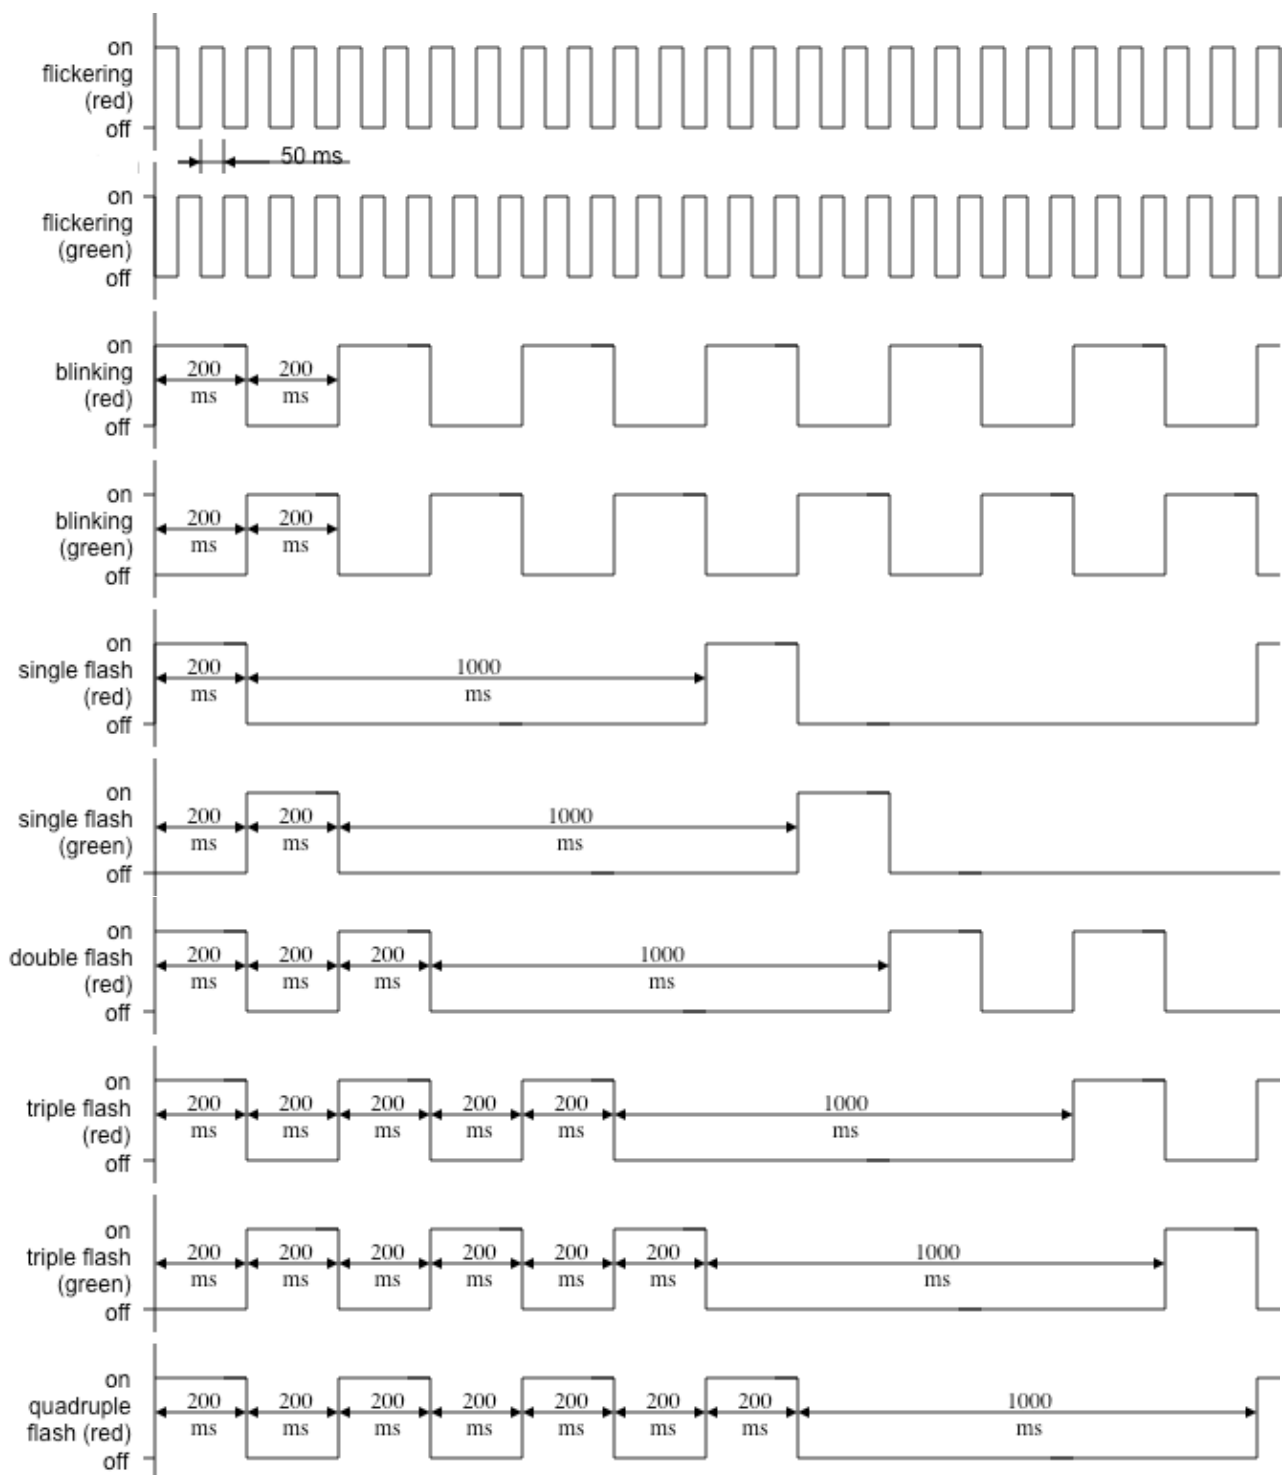 on
flickering
(red)
off
50 ms
on
flickering
(green)
off
on
blinking
(red)
off
200 200
ms ms
on
blinking
(green)
off
200 200
ms ms
on
single flash
(red)
off
200 1000
ms ms
on
single flash
(green)
off
200 200 1000
ms ms ms
on
double flash
(red)
off
200 200 200 1000
ms ms ms ms
on
triple flash
(red)
off
200 200 200 200 200 1000
ms ms ms ms ms ms
on
triple flash
(green)
off
200 200 200 200 200 200 1000
ms ms ms ms ms ms ms
on
quadruple
flash (red)
off
200 200 200 200 200 200 200 1000
ms ms ms ms ms ms ms ms